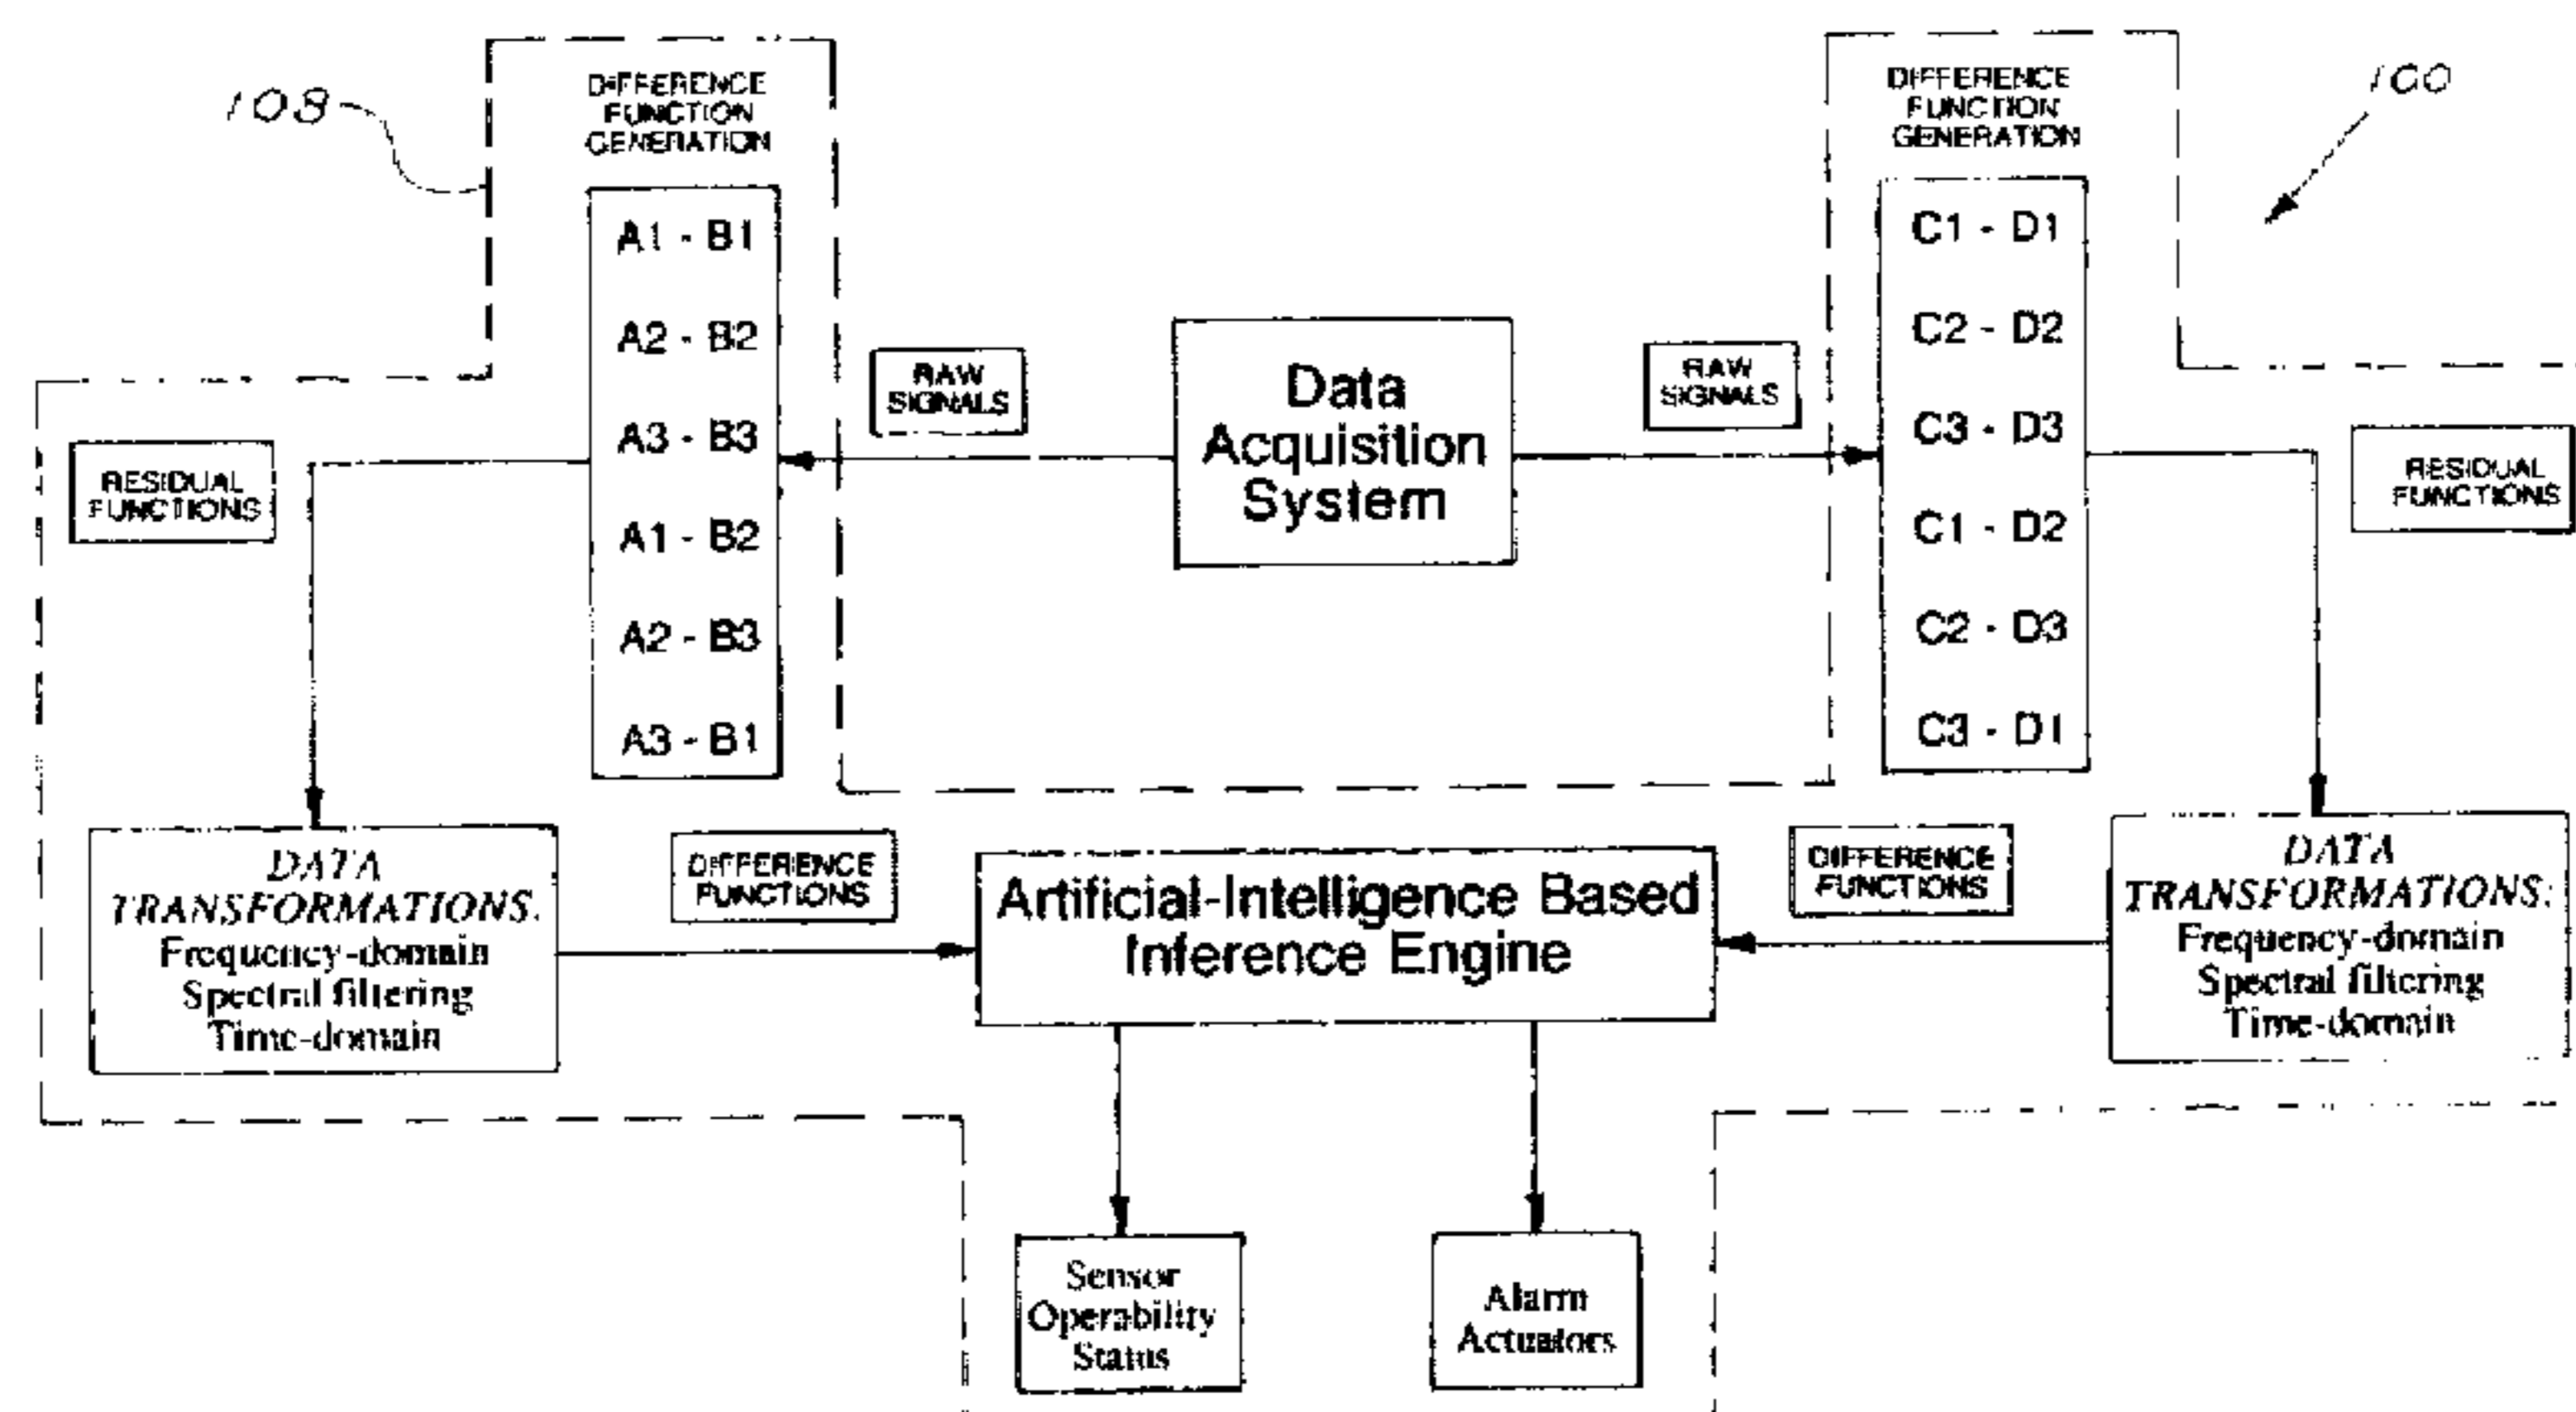 108
DIFFERENCE
FUNCTION
GENERATION
A1 - B1
A2 - B2
A3 - B3
A1 - B2
A2 - B3
A3 - B1
RAW
SIGNALS
Data
Acquisition
System
RAW
SIGNALS
DIFFERENCE
FUNCTION
GENERATION
C1 - D1
C2 - D2
C3 - D3
C1 - D2
C2 - D3
C3 - D1
100
RESIDUAL
FUNCTIONS
RESIDUAL
FUNCTIONS
DATA
TRANSFORMATIONS:
Frequency-domain
Spectral filtering
Time-domain
DIFFERENCE
FUNCTIONS
Artificial-Intelligence Based
Inference Engine
DIFFERENCE
FUNCTIONS
DATA
TRANSFORMATIONS:
Frequency-domain
Spectral filtering
Time-domain
Sensor
Operability
Status
Alarm
Actuators